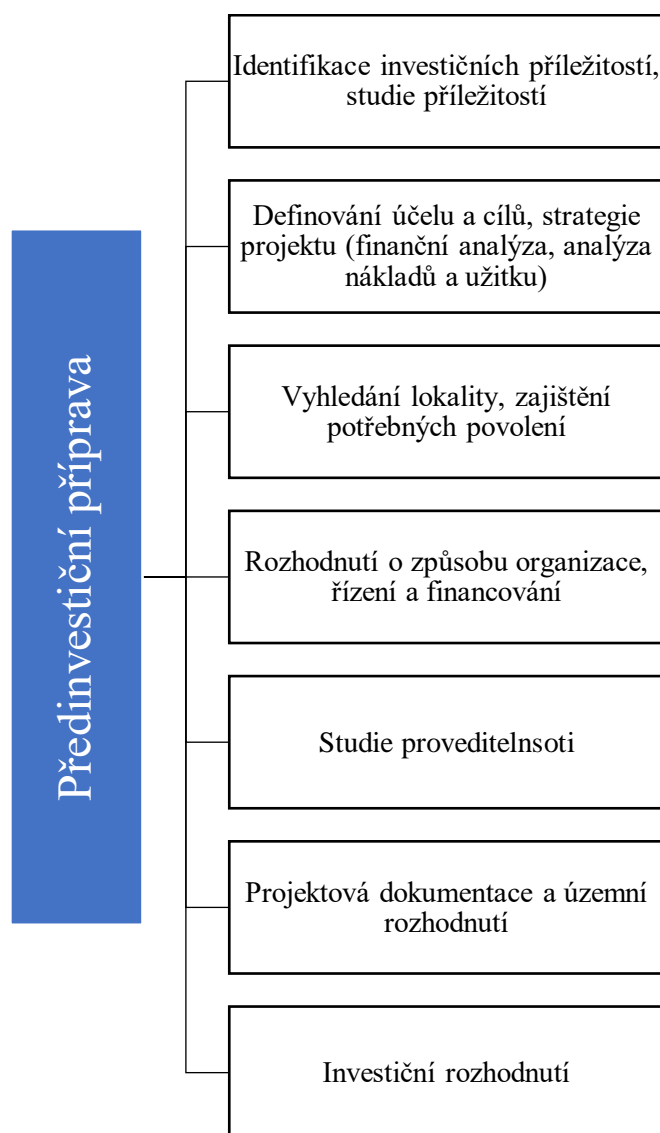 Předinvestiční příprava
Identifikace investičních příležitostí,
studie příležitostí
Definování účelu a cílů, strategie
projektu (finanční analýza, analýza
nákladů a užitku)
Vyhledání lokality, zajištění
potřebných povolení
Rozhodnutí o způsobu organizace,
řízení a financování
Studie proveditelnsoti
Projektová dokumentace a územní
rozhodnutí
Investiční rozhodnutí